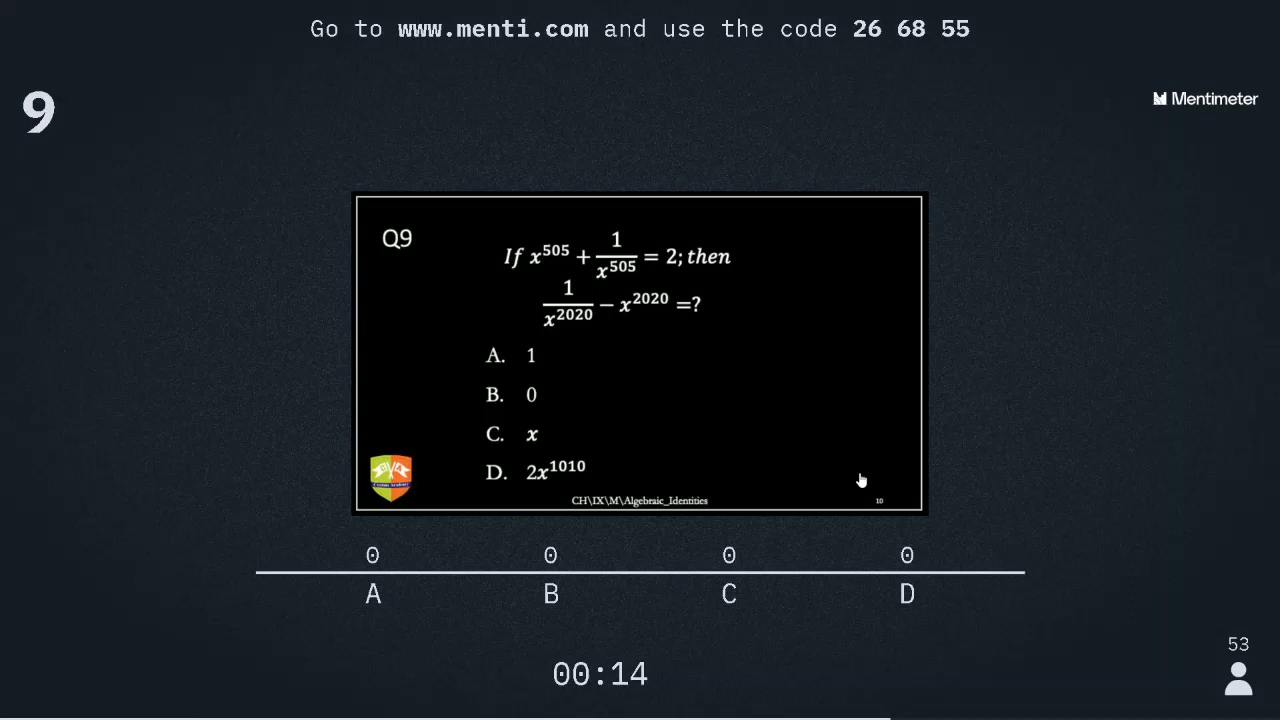 Go to www.menti.com and use the code 26 68 55
9
Mentimeter
Q9
If x^505 + 1/x^505 = 2; then
1/x^2020 − x^2020 =?
A. 1
B. 0
C. x
D. 2x^1010
CH\IX\M\Algebraic_Identities
10
0 0 0 0
A B C D
53
00:14